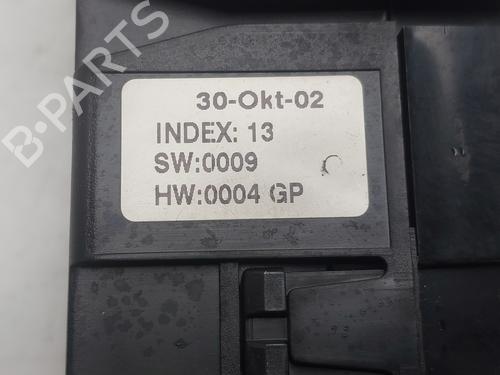 B-PARTS
30-Okt-02
INDEX: 13
SW:0009
HW:0004 GP